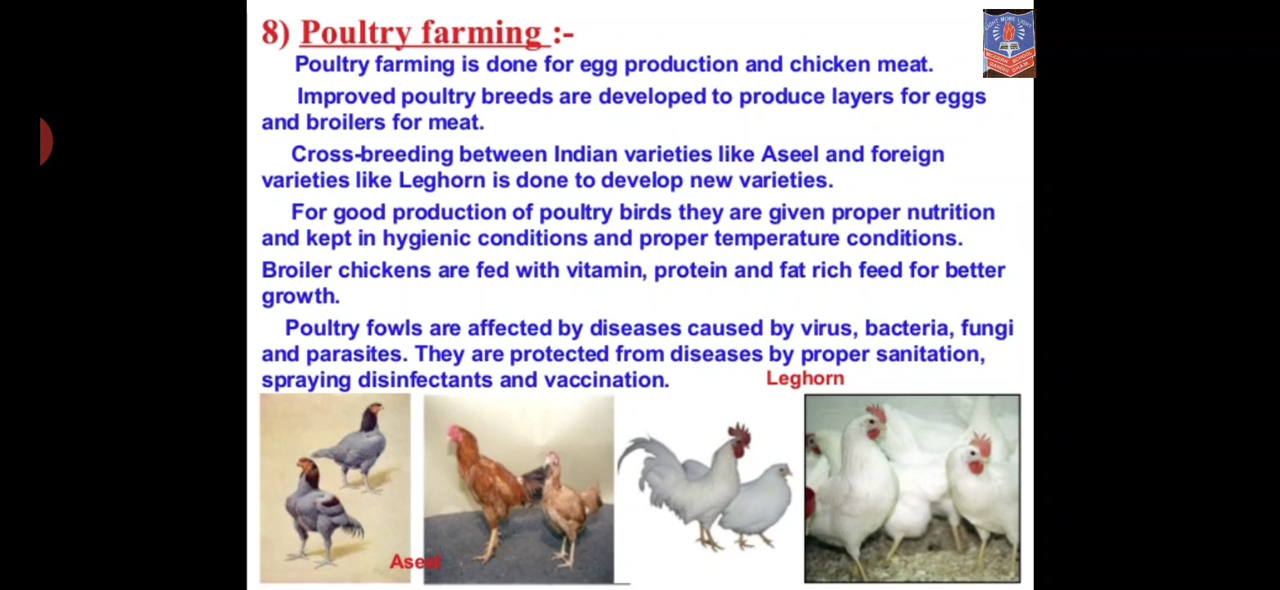 8) Poultry farming :-
Poultry farming is done for egg production and chicken meat.
Improved poultry breeds are developed to produce layers for eggs
and broilers for meat.
Cross-breeding between Indian varieties like Aseel and foreign
varieties like Leghorn is done to develop new varieties.
For good production of poultry birds they are given proper nutrition
and kept in hygienic conditions and proper temperature conditions.
Broiler chickens are fed with vitamin, protein and fat rich feed for better
growth.
Poultry fowls are affected by diseases caused by virus, bacteria, fungi
and parasites. They are protected from diseases by proper sanitation,
spraying disinfectants and vaccination.
Leghorn
Aseel
LIGHT MORE LIGHT
MODERN SCHOOL